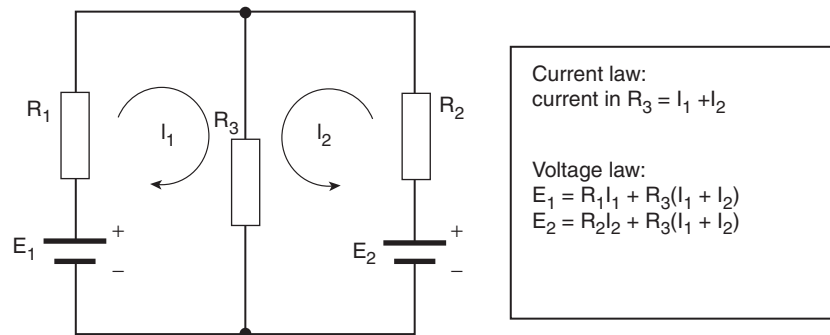 R1
I1
R3
I2
R2
E1
+
−
E2
+
−
Current law:
current in R3 = I1 +I2
Voltage law:
E1 = R1I1 + R3(I1 + I2)
E2 = R2I2 + R3(I1 + I2)